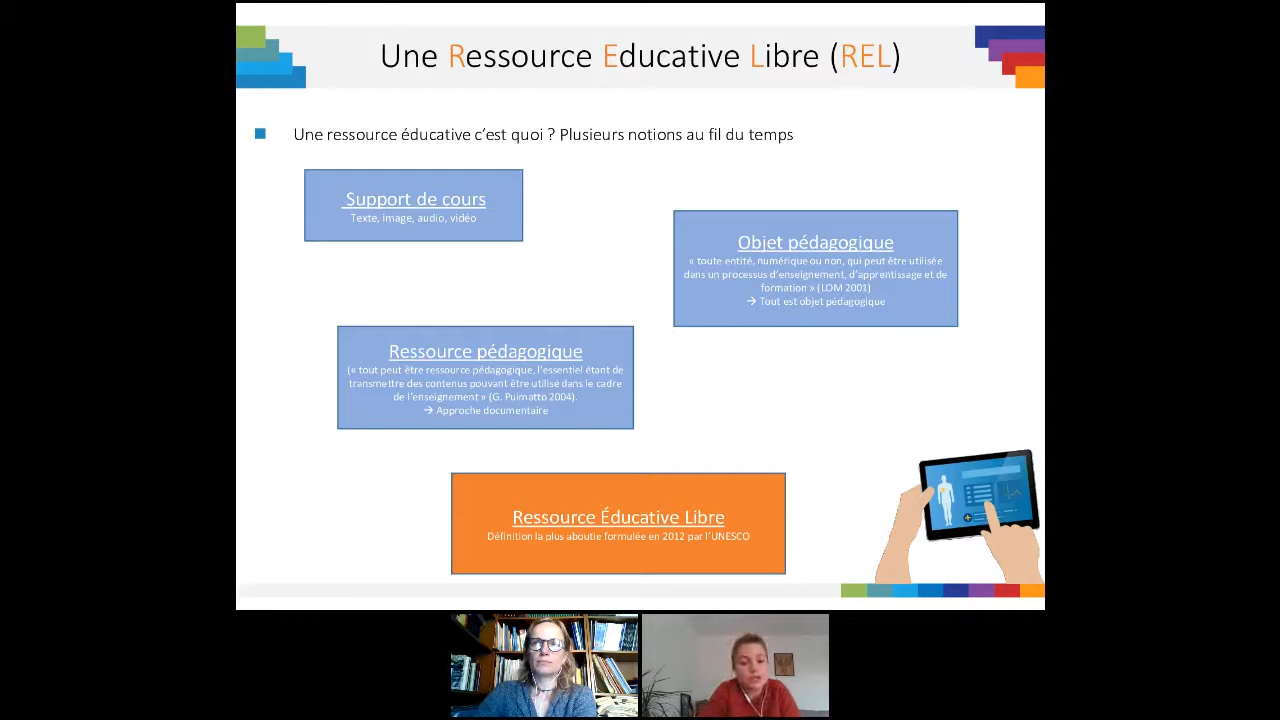 Une Ressource Educative Libre (REL)
Une ressource éducative c’est quoi ? Plusieurs notions au fil du temps
Support de cours
Texte, image, audio, vidéo
Objet pédagogique
« toute entité, numérique ou non, qui peut être utilisée
dans un processus d’enseignement, d’apprentissage et de
formation » (LOM 2001)
→ Tout est objet pédagogique
Ressource pédagogique
(« tout peut être ressource pédagogique, l’essentiel étant de
transmettre des contenus pouvant être utilisé dans le cadre
de l’enseignement » (G. Puimatto 2004).
→ Approche documentaire
Ressource Éducative Libre
Définition la plus aboutie formulée en 2012 par l’UNESCO